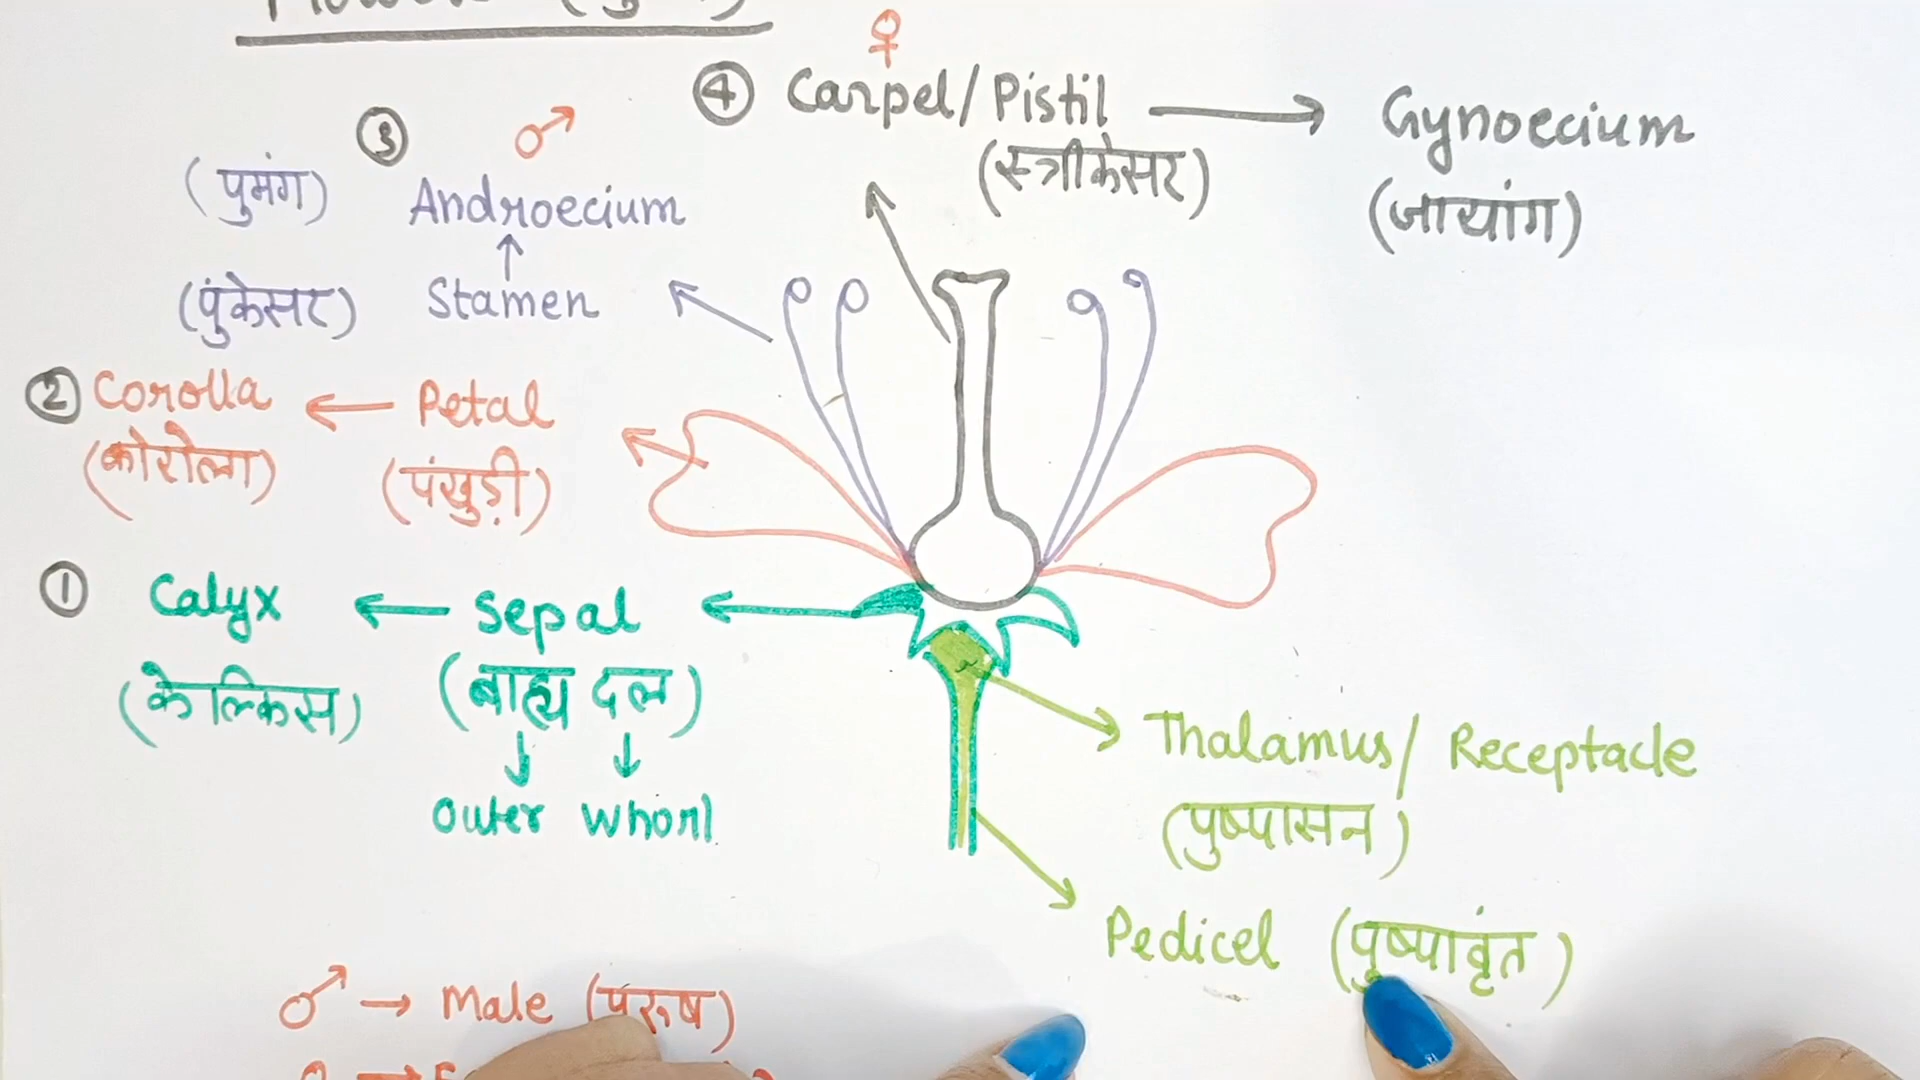 ④ Carpel/Pistil → Gynoecium
(स्त्रीकेसर) (जायांग)
③
(पुमंग) Androecium
(पुंकेसर) Stamen
② Corolla ← Petal
(कोरोला) (पंखुड़ी)
① Calyx ← Sepal
(केल्किस) (बाह्य दल)
outer whorl
Thalamus/Receptacle
(पुष्पासन)
Pedicel (पुष्पावृंत)
♂ → Male (पुरुष)